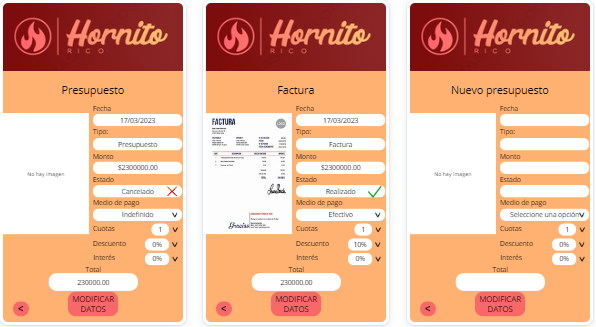 Hornito
RICO
Presupuesto
Fecha
17/03/2023
Tipo:
Presupuesto
Monto
$2300000.00
Estado
Cancelado
Medio de pago
Indefinido
Cuotas
1
Descuento
0%
Interés
0%
Total
230000.00
No hay imagen
<
MODIFICAR
DATOS
Hornito
RICO
Factura
FACTURA
Gracias
Fecha
17/03/2023
Tipo:
Factura
Monto
$2300000.00
Estado
Realizado
Medio de pago
Efectivo
Cuotas
1
Descuento
10%
Interés
0%
Total
230000.00
<
MODIFICAR
DATOS
Hornito
RICO
Nuevo presupuesto
Fecha
Tipo:
Monto
Estado
Medio de pago
Seleccione una opción
Cuotas
1
Descuento
0%
Interés
0%
Total
No hay imagen
<
MODIFICAR
DATOS